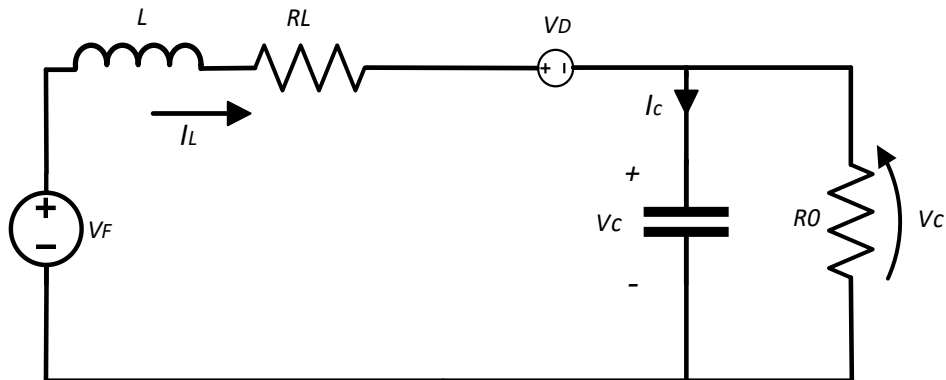 L
RL
VD
+ -
IL
Ic
+
+
-
VF
Vc
R0
Vc
-